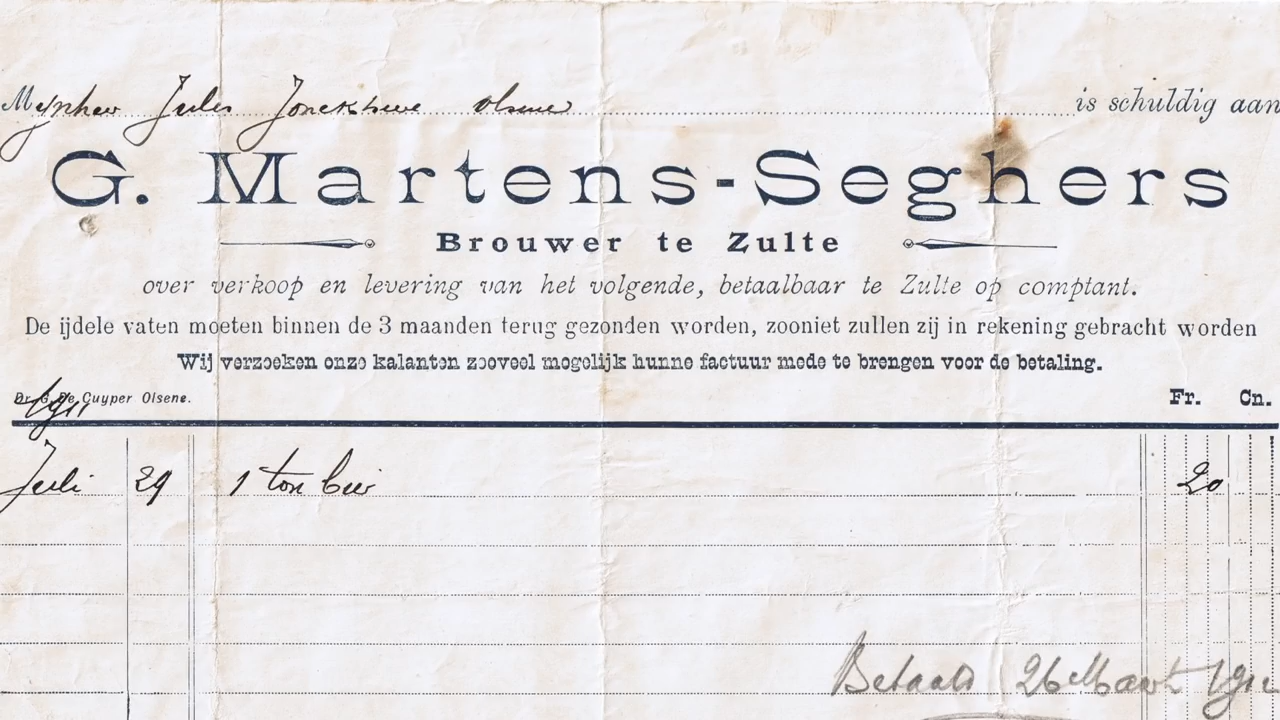 Mynheer Jules Jonckheere Olsene is schuldig aan
G. Martens-Seghers
Brouwer te Zulte
over verkoop en levering van het volgende, betaalbaar te Zulte op comptant.
De ijdele vaten moeten binnen de 3 maanden terug gezonden worden, zooniet zullen zij in rekening gebracht worden
Wij verzoeken onze kalanten zooveel mogelijk hunne factuur mede te brengen voor de betaling.
Dr. G. De Cuyper Olsene. Fr. Cn.
1911
Juli 29 1 ton bier 20
Betaald 26 Maart